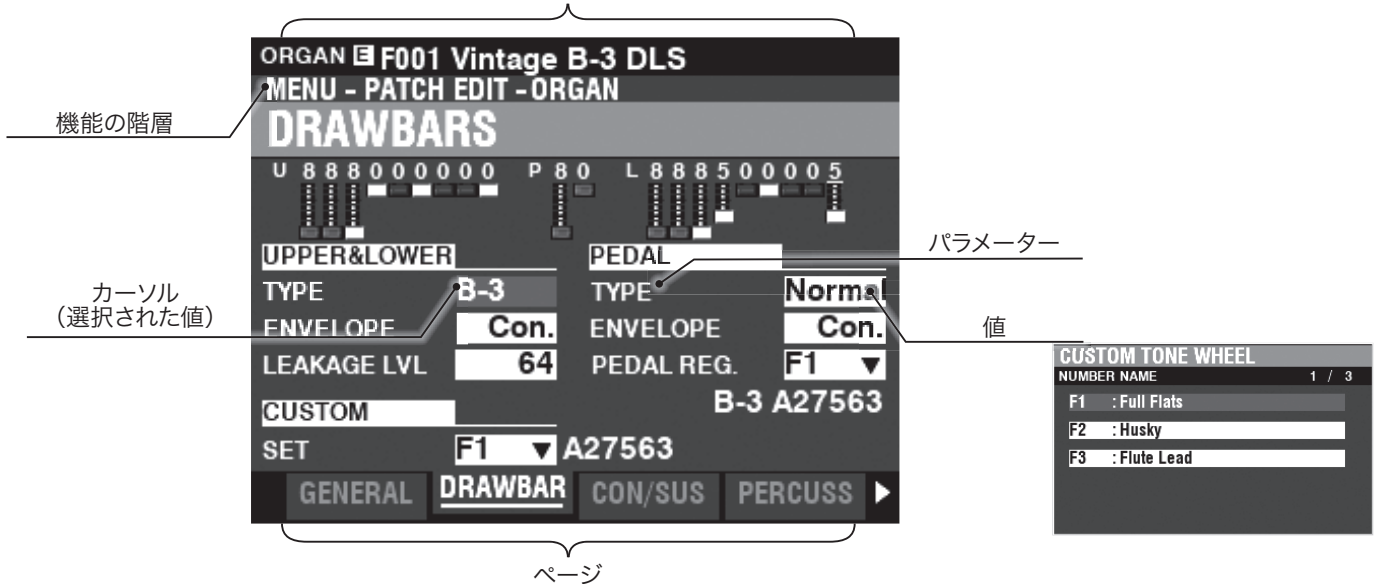 ORGAN E F001 Vintage B-3 DLS
MENU - PATCH EDIT - ORGAN
機能の階層
DRAWBARS
U 888000000 P 80 L 888500005
UPPER&LOWER PEDAL
パラメーター
カーソル
（選択された値）
TYPE B-3 TYPE Normal
値
ENVELOPE Con. ENVELOPE Con.
LEAKAGE LVL 64 PEDAL REG. F1 ▼
B-3 A27563
CUSTOM
SET F1 ▼ A27563
GENERAL DRAWBAR CON/SUS PERCUSS ▶
ページ
CUSTOM TONE WHEEL
NUMBER NAME 1 / 3
F1 : Full Flats
F2 : Husky
F3 : Flute Lead